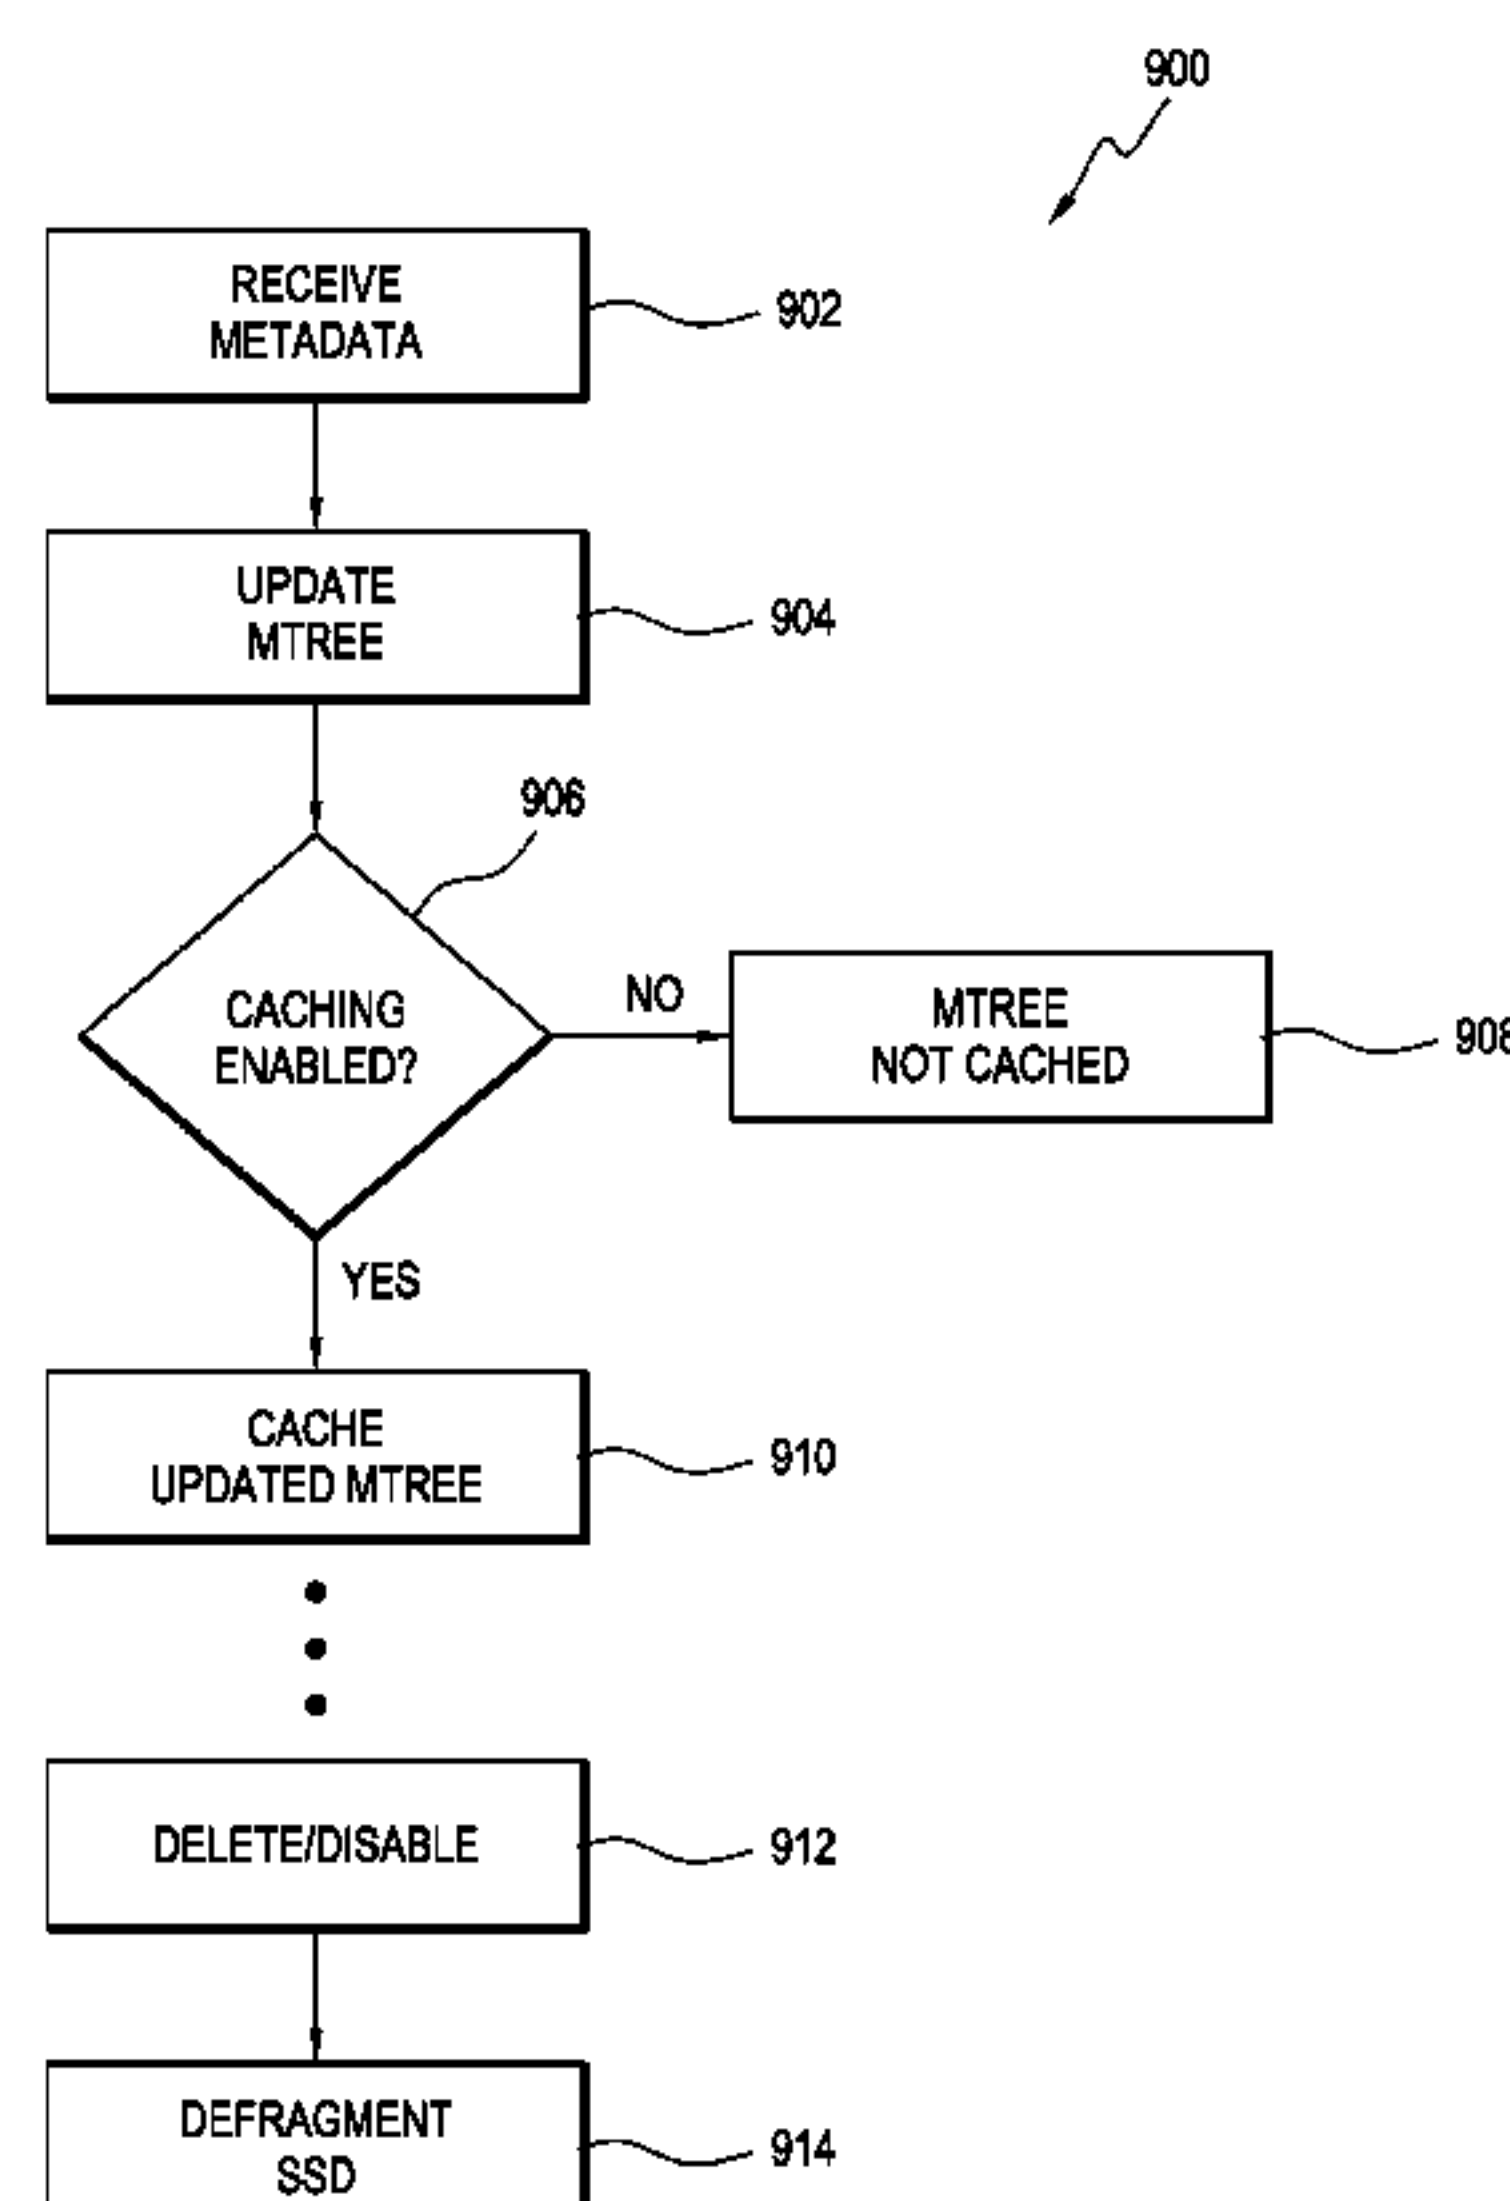 900
RECEIVE
METADATA
902
UPDATE
MTREE
904
906
CACHING
ENABLED?
NO
MTREE
NOT CACHED
908
YES
CACHE
UPDATED MTREE
910
DELETE/DISABLE
912
DEFRAGMENT
SSD
914